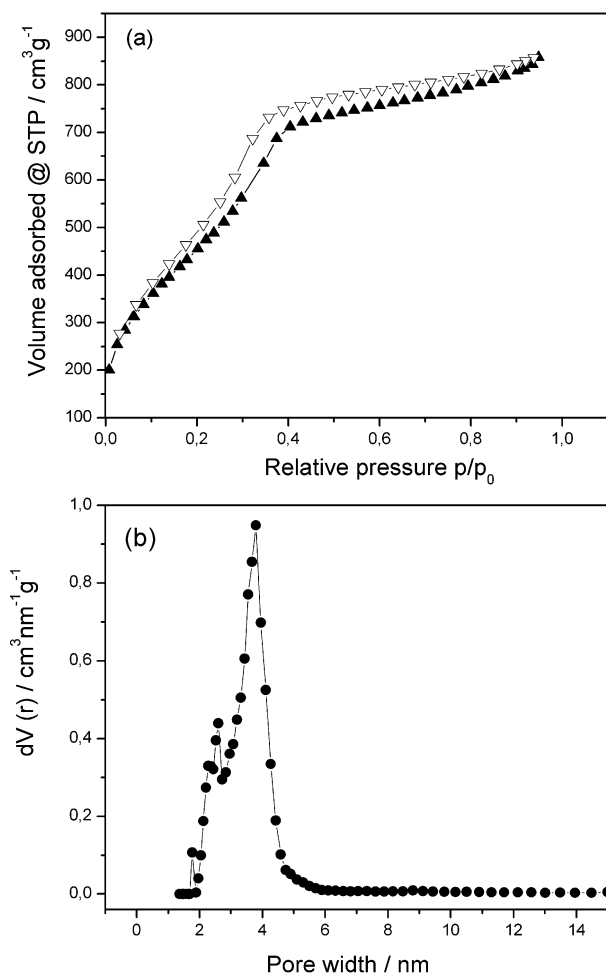 (a)
Volume adsorbed @ STP / cm³g⁻¹
900
800
700
600
500
400
300
200
100
0,0 0,2 0,4 0,6 0,8 1,0
Relative pressure p/p₀
(b)
dV (r) / cm³nm⁻¹g⁻¹
1,0
0,8
0,6
0,4
0,2
0,0
0 2 4 6 8 10 12 14
Pore width / nm